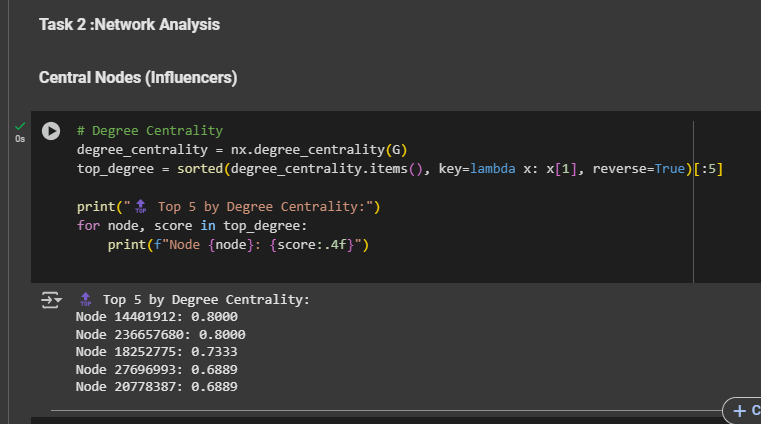 Task 2 :Network Analysis
Central Nodes (Influencers)
0s
# Degree Centrality
degree_centrality = nx.degree_centrality(G)
top_degree = sorted(degree_centrality.items(), key=lambda x: x[1], reverse=True)[:5]
print("🔝 Top 5 by Degree Centrality:")
for node, score in top_degree:
    print(f"Node {node}: {score:.4f}")
🔝 Top 5 by Degree Centrality:
Node 14401912: 0.8000
Node 236657680: 0.8000
Node 18252775: 0.7333
Node 27696993: 0.6889
Node 20778387: 0.6889
+ C